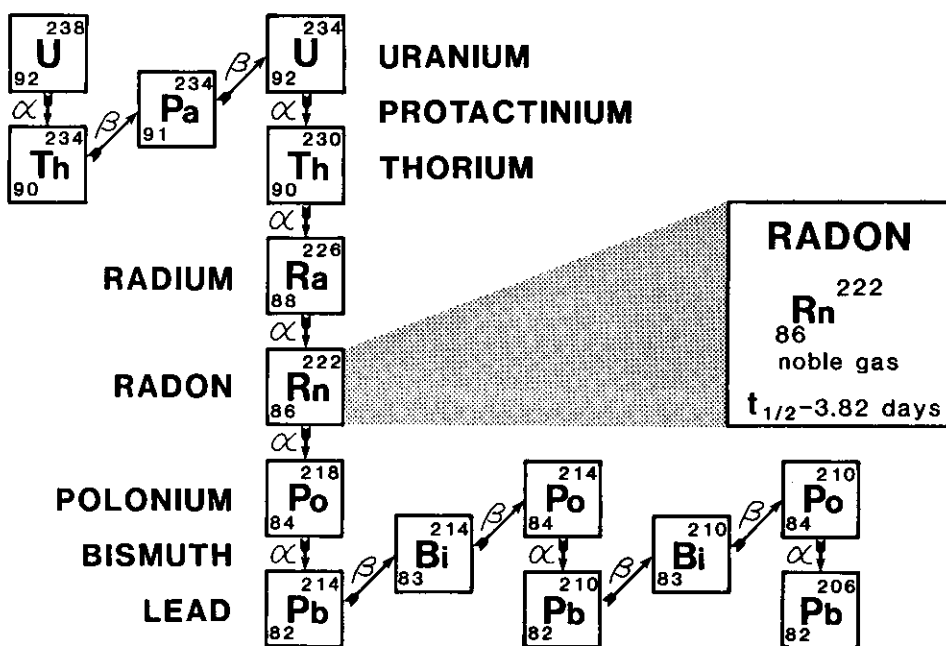 238
U
92
α
234
Th
90
β
234
Pa
91
β
234
U
92
URANIUM
PROTACTINIUM
α
230
Th
90
THORIUM
α
226
Ra
88
RADIUM
α
222
Rn
86
RADON
α
218
Po
84
POLONIUM
α
BISMUTH
214
Pb
82
LEAD
β
214
Bi
83
β
214
Po
84
α
210
Pb
82
β
210
Bi
83
β
210
Po
84
α
206
Pb
82
RADON
Rn 222
86
noble gas
t1/2-3.82 days